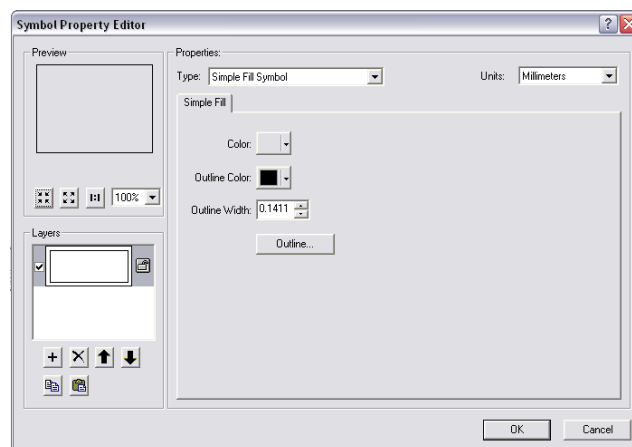 Symbol Property Editor
Preview
Properties:
Type: Simple Fill Symbol
Units: Millimeters
Simple Fill
Color:
Outline Color:
1:1
100%
Outline Width: 0.1411
Layers
Outline...
OK
Cancel